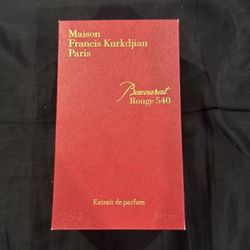 Maison
Francis Kurkdjian
Paris
Baccarat
Rouge 540
Extrait de parfum